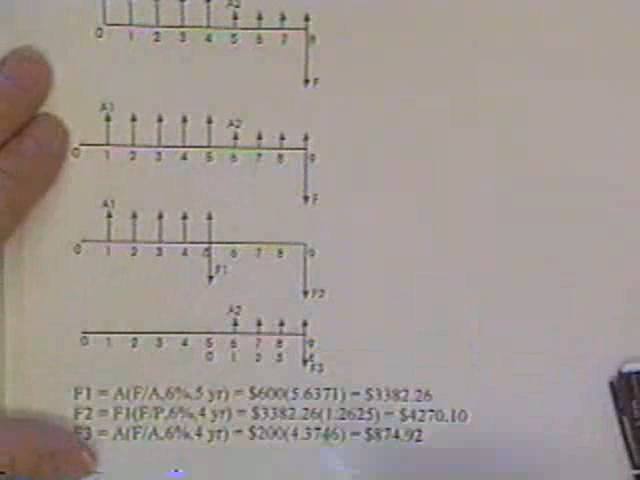 A2
0 1 2 3 4 5 6 7 8
F
A1 A2
0 1 2 3 4 5 6 7 8 9
F
A1
0 1 2 3 4 5 6 7 8 9
F1
F2
A2
0 1 2 3 4 5 6 7 8 9
0 1 2 3
F3
F1 = A(F/A,6%,5 yr) = $600(5.6371) = $3382.26
F2 = F1(F/P,6%,4 yr) = $3382.26(1.2625) = $4270.10
F3 = A(F/A,6%,4 yr) = $200(4.3746) = $874.92